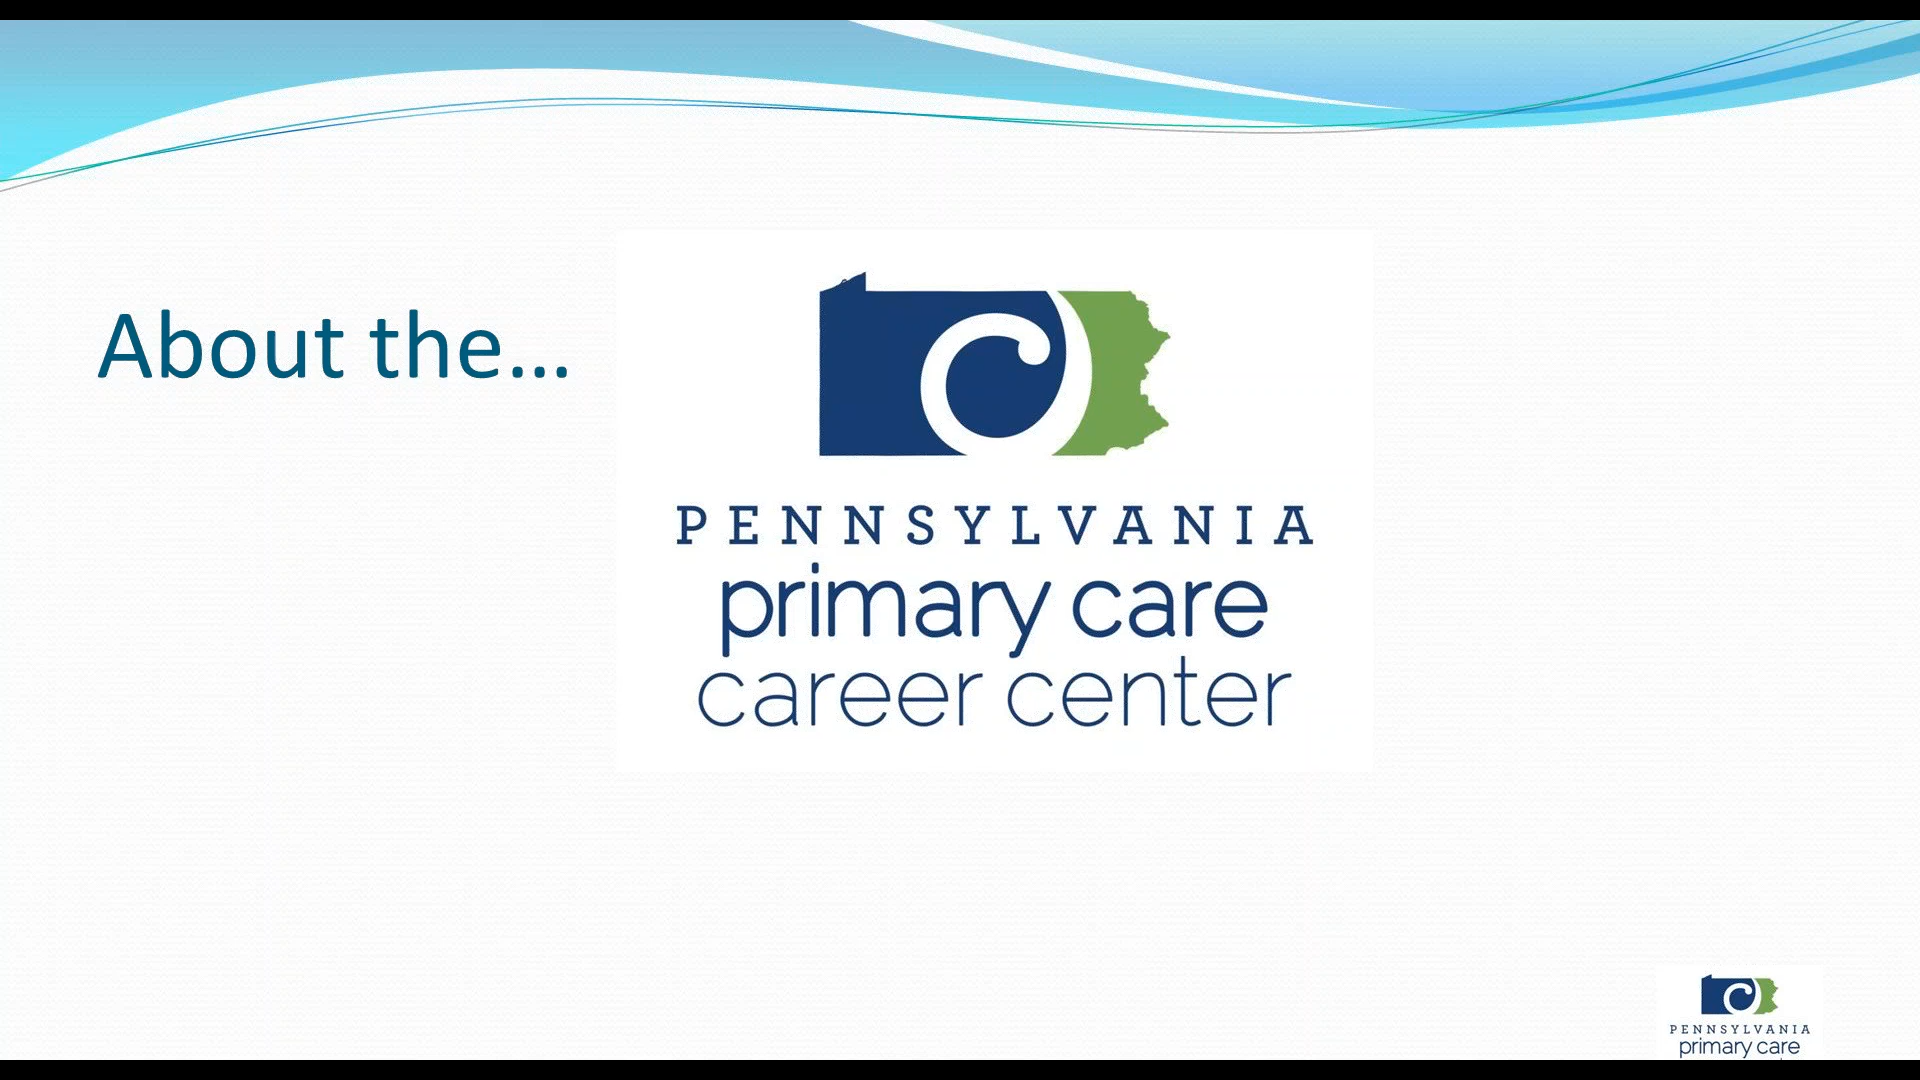 About the...
PENNSYLVANIA
primary care
career center
PENNSYLVANIA
primary care